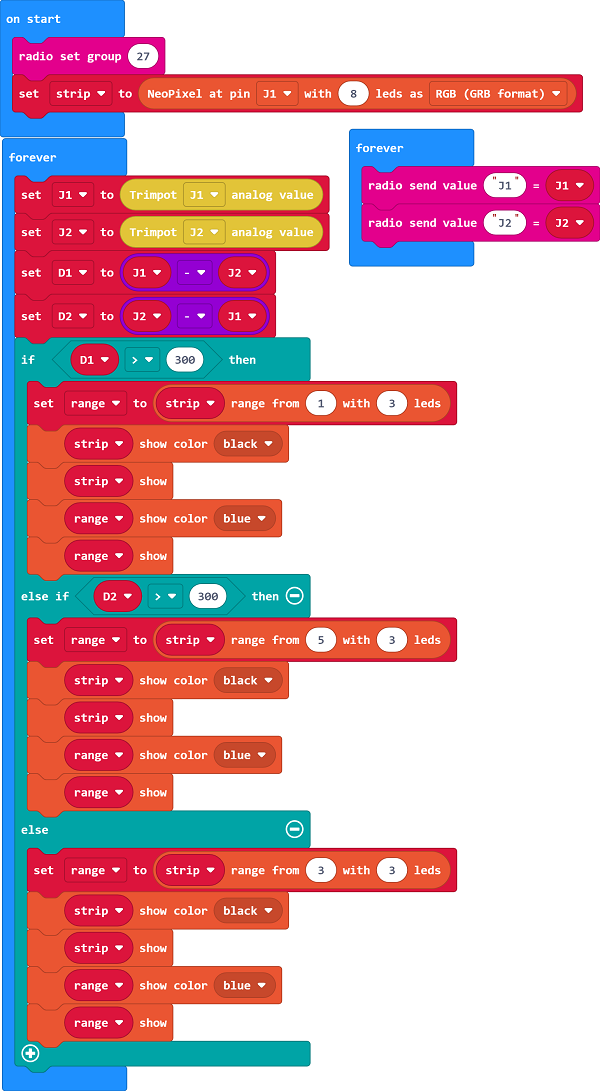 on start
radio set group 27
set strip to NeoPixel at pin J1 with 8 leds as RGB (GRB format)
forever
set J1 to Trimpot J1 analog value
set J2 to Trimpot J2 analog value
set D1 to J1 - J2
set D2 to J2 - J1
if D1 > 300 then
set range to strip range from 1 with 3 leds
strip show color black
strip show
range show color blue
range show
else if D2 > 300 then
set range to strip range from 5 with 3 leds
strip show color black
strip show
range show color blue
range show
else
set range to strip range from 3 with 3 leds
strip show color black
strip show
range show color blue
range show
forever
radio send value "J1" = J1
radio send value "J2" = J2